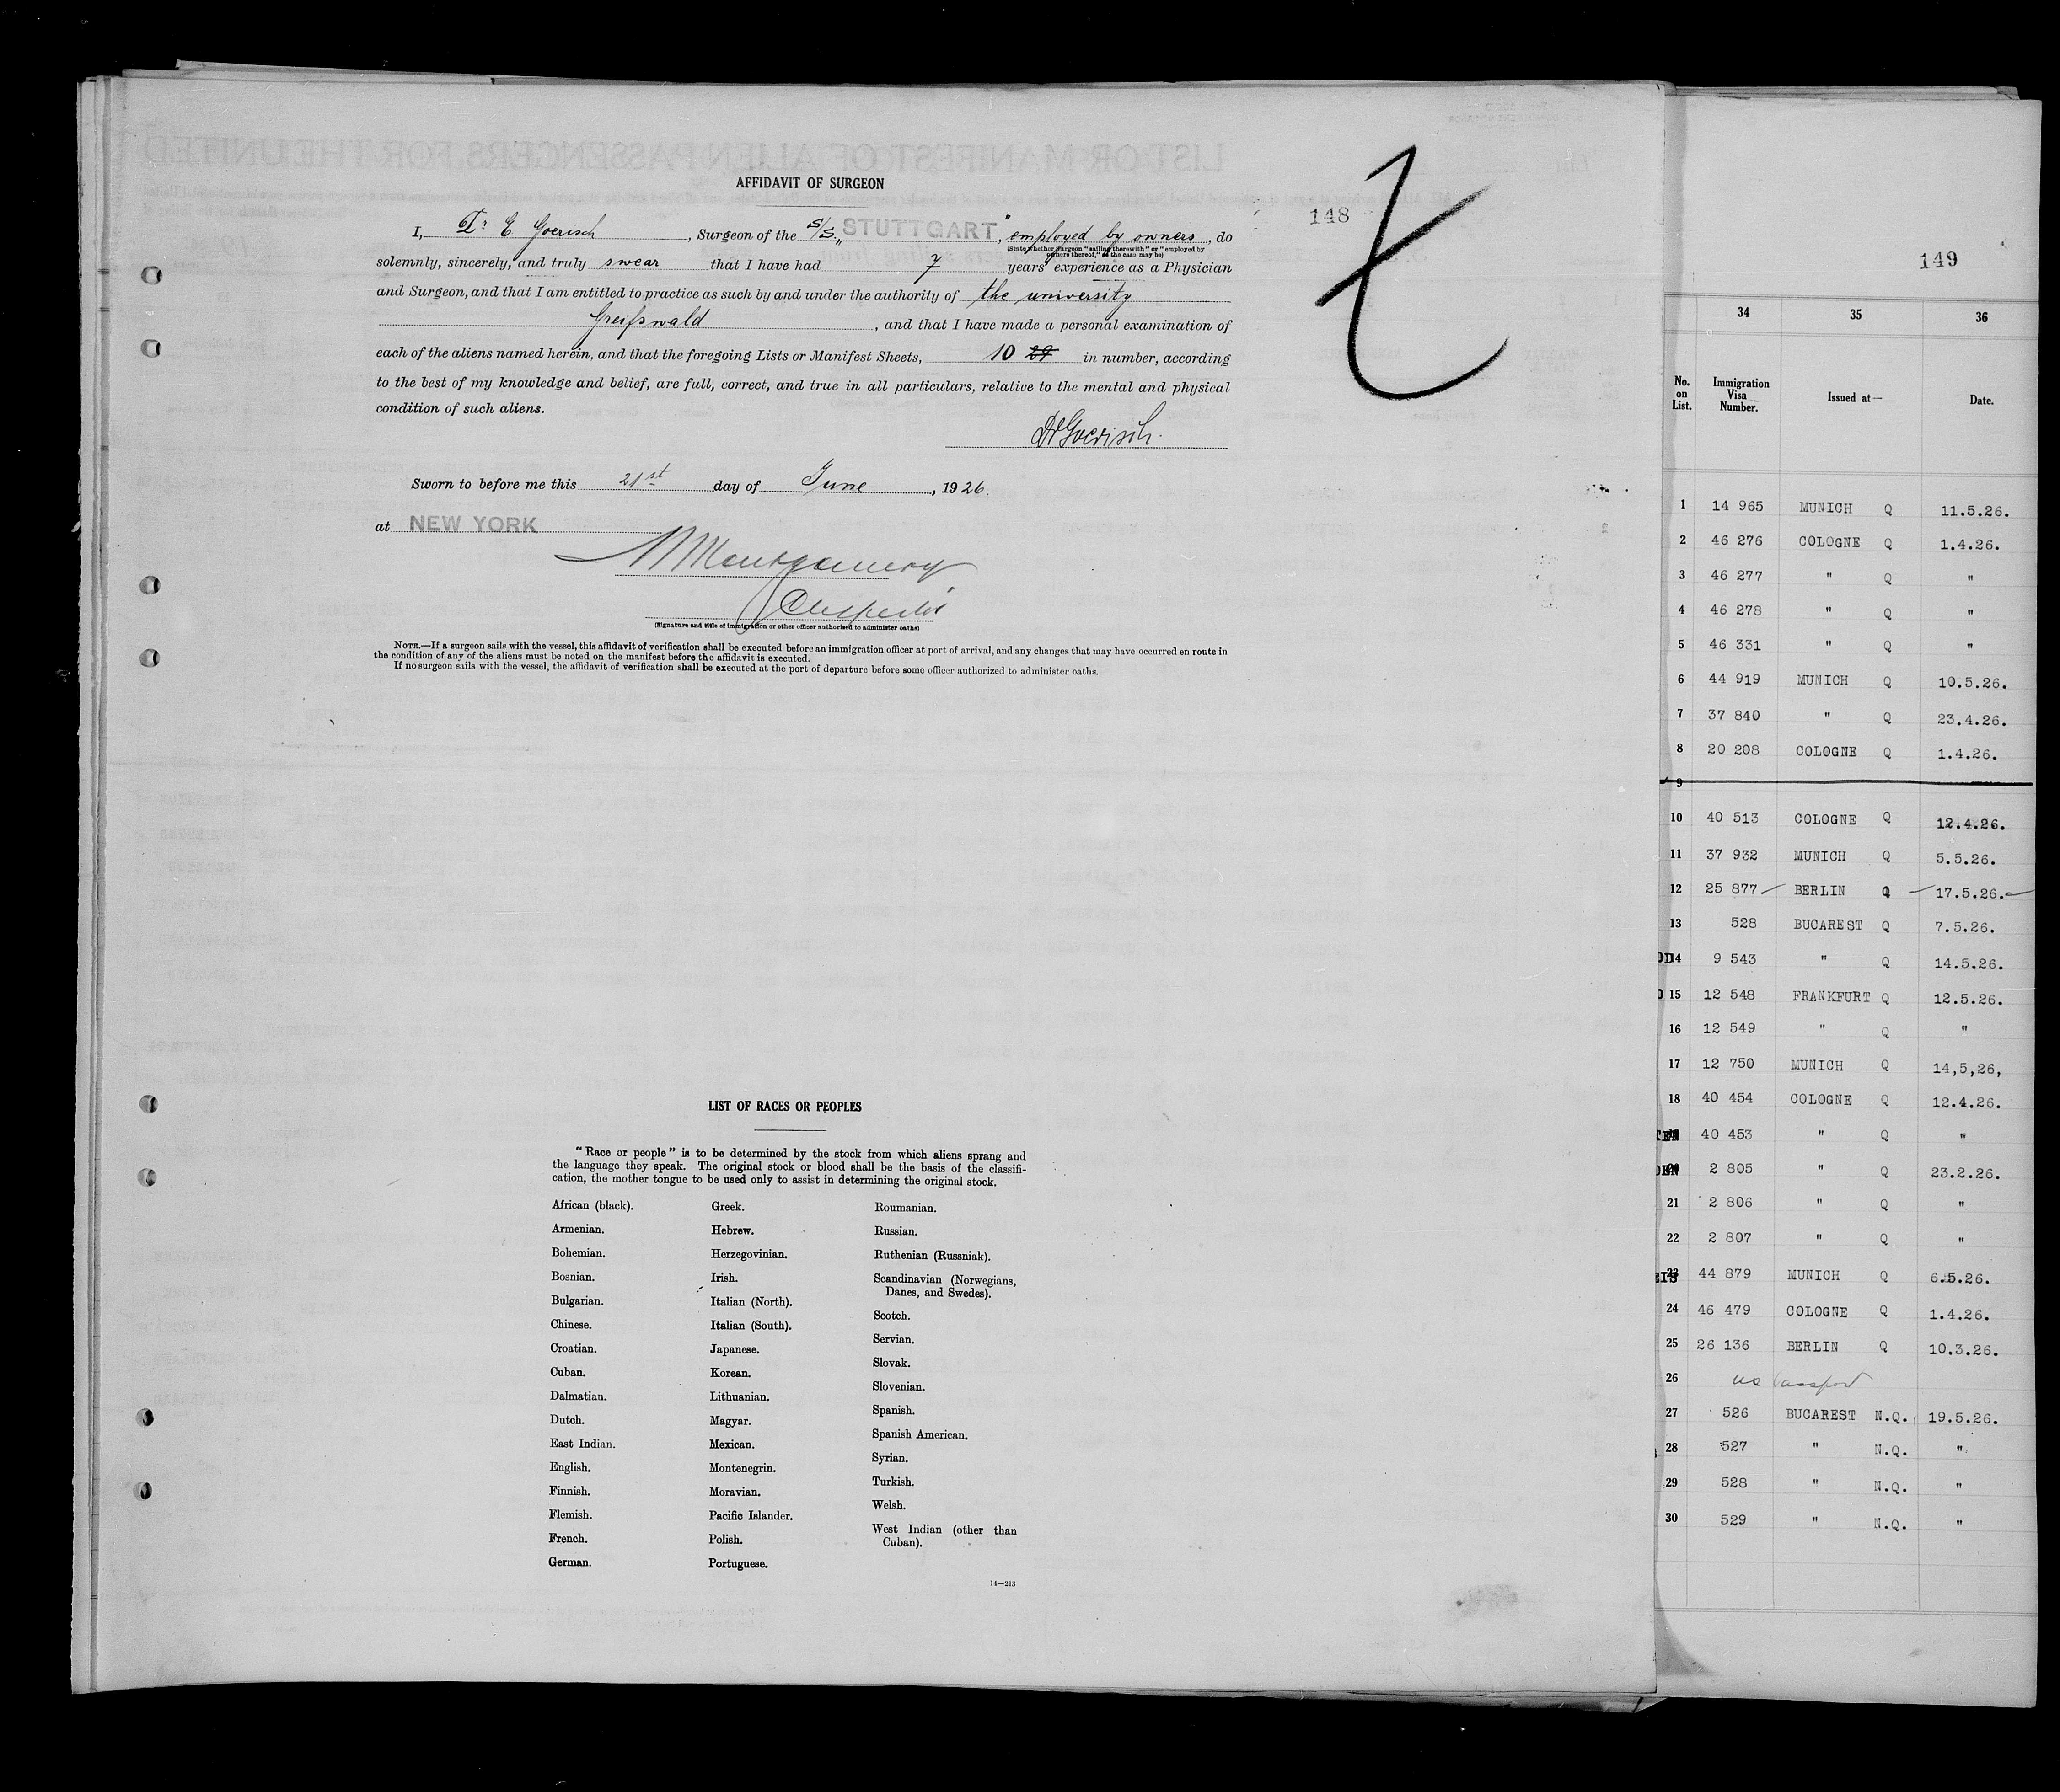 148
AFFIDAVIT OF SURGEON
I, Dr E Goerisch, Surgeon of the S/S. „STUTTGART", employed by owners, do
(State whether Surgeon "sailing therewith" or "employed by
owners thereof," as the case may be)
solemnly, sincerely, and truly swear that I have had 7 years' experience as a Physician
and Surgeon, and that I am entitled to practice as such by and under the authority of the university
Greifswald, and that I have made a personal examination of
each of the aliens named herein, and that the foregoing Lists or Manifest Sheets, 10 29 in number, according
to the best of my knowledge and belief, are full, correct, and true in all particulars, relative to the mental and physical
condition of such aliens.
Dr Goerisch.
Sworn to before me this 21st day of June, 1926.
at NEW YORK
Montgomery
(Signature and title of immigration or other officer authorized to administer oaths)
NOTE.—If a surgeon sails with the vessel, this affidavit of verification shall be executed before an immigration officer at port of arrival, and any changes that may have occurred en route in
the condition of any of the aliens must be noted on the manifest before the affidavit is executed.
If no surgeon sails with the vessel, the affidavit of verification shall be executed at the port of departure before some officer authorized to administer oaths.
LIST OF RACES OR PEOPLES
"Race or people" is to be determined by the stock from which aliens sprang and
the language they speak. The original stock or blood shall be the basis of the classifi-
cation, the mother tongue to be used only to assist in determining the original stock.
African (black).
Armenian.
Bohemian.
Bosnian.
Bulgarian.
Chinese.
Croatian.
Cuban.
Dalmatian.
Dutch.
East Indian.
English.
Finnish.
Flemish.
French.
German.
Greek.
Hebrew.
Herzegovinian.
Irish.
Italian (North).
Italian (South).
Japanese.
Korean.
Lithuanian.
Magyar.
Mexican.
Montenegrin.
Moravian.
Pacific Islander.
Polish.
Portuguese.
Roumanian.
Russian.
Ruthenian (Russniak).
Scandinavian (Norwegians,
Danes, and Swedes).
Scotch.
Servian.
Slovak.
Slovenian.
Spanish.
Spanish American.
Syrian.
Turkish.
Welsh.
West Indian (other than
Cuban).
14—213
149
34 35 36
No. on List. Immigration Visa Number. Issued at— Date.
1 14 965 MUNICH Q 11.5.26.
2 46 276 COLOGNE Q 1.4.26.
3 46 277 " Q "
4 46 278 " Q "
5 46 331 " Q "
6 44 919 MUNICH Q 10.5.26.
7 37 840 " Q 23.4.26.
8 20 208 COLOGNE Q 1.4.26.
9
10 40 513 COLOGNE Q 12.4.26.
11 37 932 MUNICH Q 5.5.26.
12 25 877 BERLIN Q 17.5.26.
13 528 BUCAREST Q 7.5.26.
14 9 543 " Q 14.5.26.
15 12 548 FRANKFURT Q 12.5.26.
16 12 549 " Q "
17 12 750 MUNICH Q 14,5,26,
18 40 454 COLOGNE Q 12.4.26.
19 40 453 " Q "
20 2 805 " Q 23.2.26.
21 2 806 " Q "
22 2 807 " Q "
23 44 879 MUNICH Q 6.5.26.
24 46 479 COLOGNE Q 1.4.26.
25 26 136 BERLIN Q 10.3.26.
26 us Passport
27 526 BUCAREST N.Q. 19.5.26.
28 527 " N.Q. "
29 528 " N.Q. "
30 529 " N.Q. "